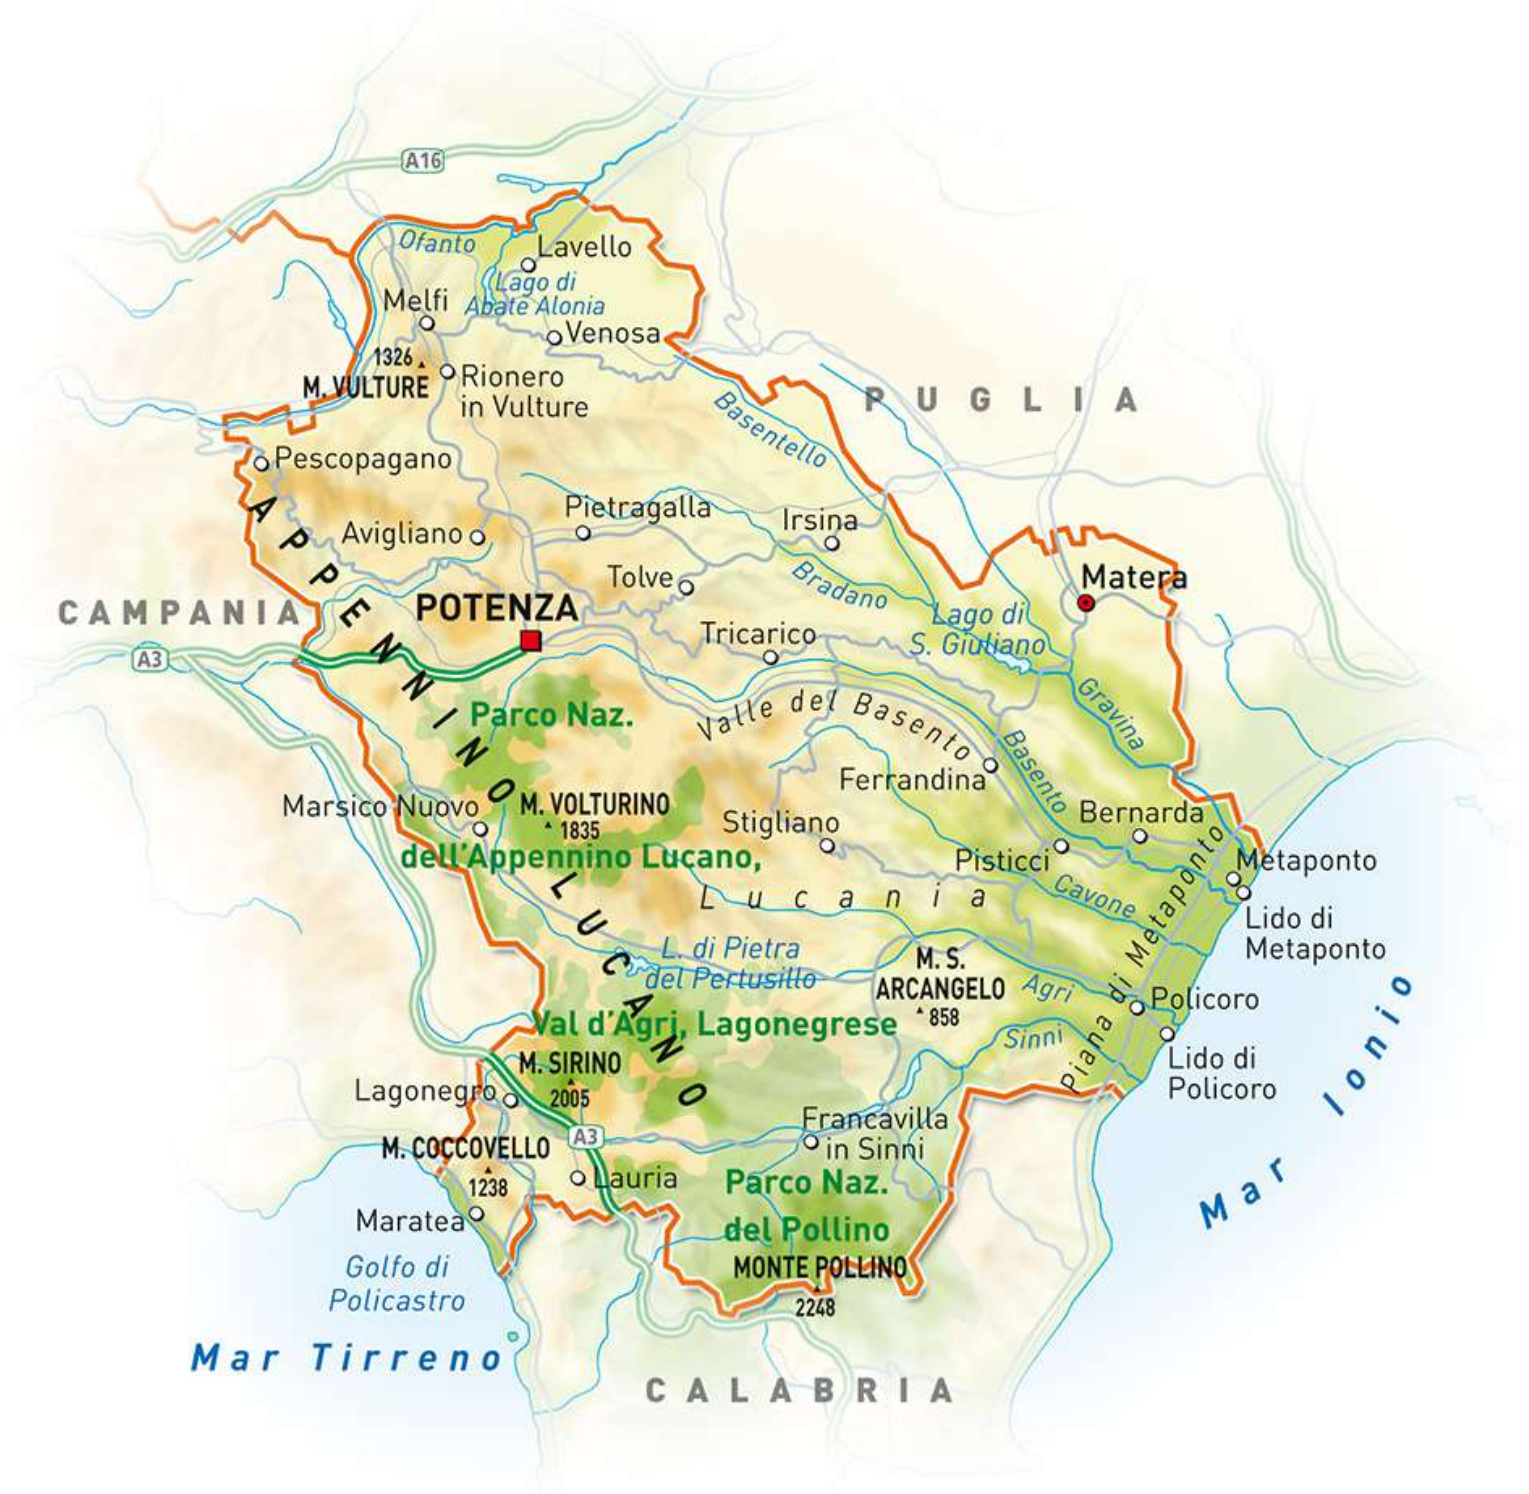 A16
Ofanto
Lavello
Lago di
Abate Alonia
Melfi
Venosa
1326
M. VULTURE
Rionero
in Vulture
PUGLIA
Basentello
Pescopagano
Pietragalla
Irsina
Avigliano
Tolve
Bradano
Matera
CAMPANIA
POTENZA
Lago di
S. Giuliano
Tricarico
A3
APPENNINO LUCANO
Gravina
Parco Naz.
Valle del Basento
Basento
Ferrandina
Marsico Nuovo
M. VOLTURINO
1835
Stigliano
Bernarda
dell'Appennino Lucano,
Pisticci
Metaponto
Lucania
Cavone
Lido di
Metaponto
Piana di Metaponto
L. di Pietra
del Pertusillo
M. S.
ARCANGELO
858
Agri
Policoro
Val d'Agri, Lagonegrese
Sinni
Lido di
Policoro
Mar Ionio
M. SIRINO
2005
Lagonegro
A3
Francavilla
in Sinni
M. COCCOVELLO
1238
Lauria
Parco Naz.
del Pollino
Maratea
MONTE POLLINO
2248
Golfo di
Policastro
Mar Tirreno
CALABRIA